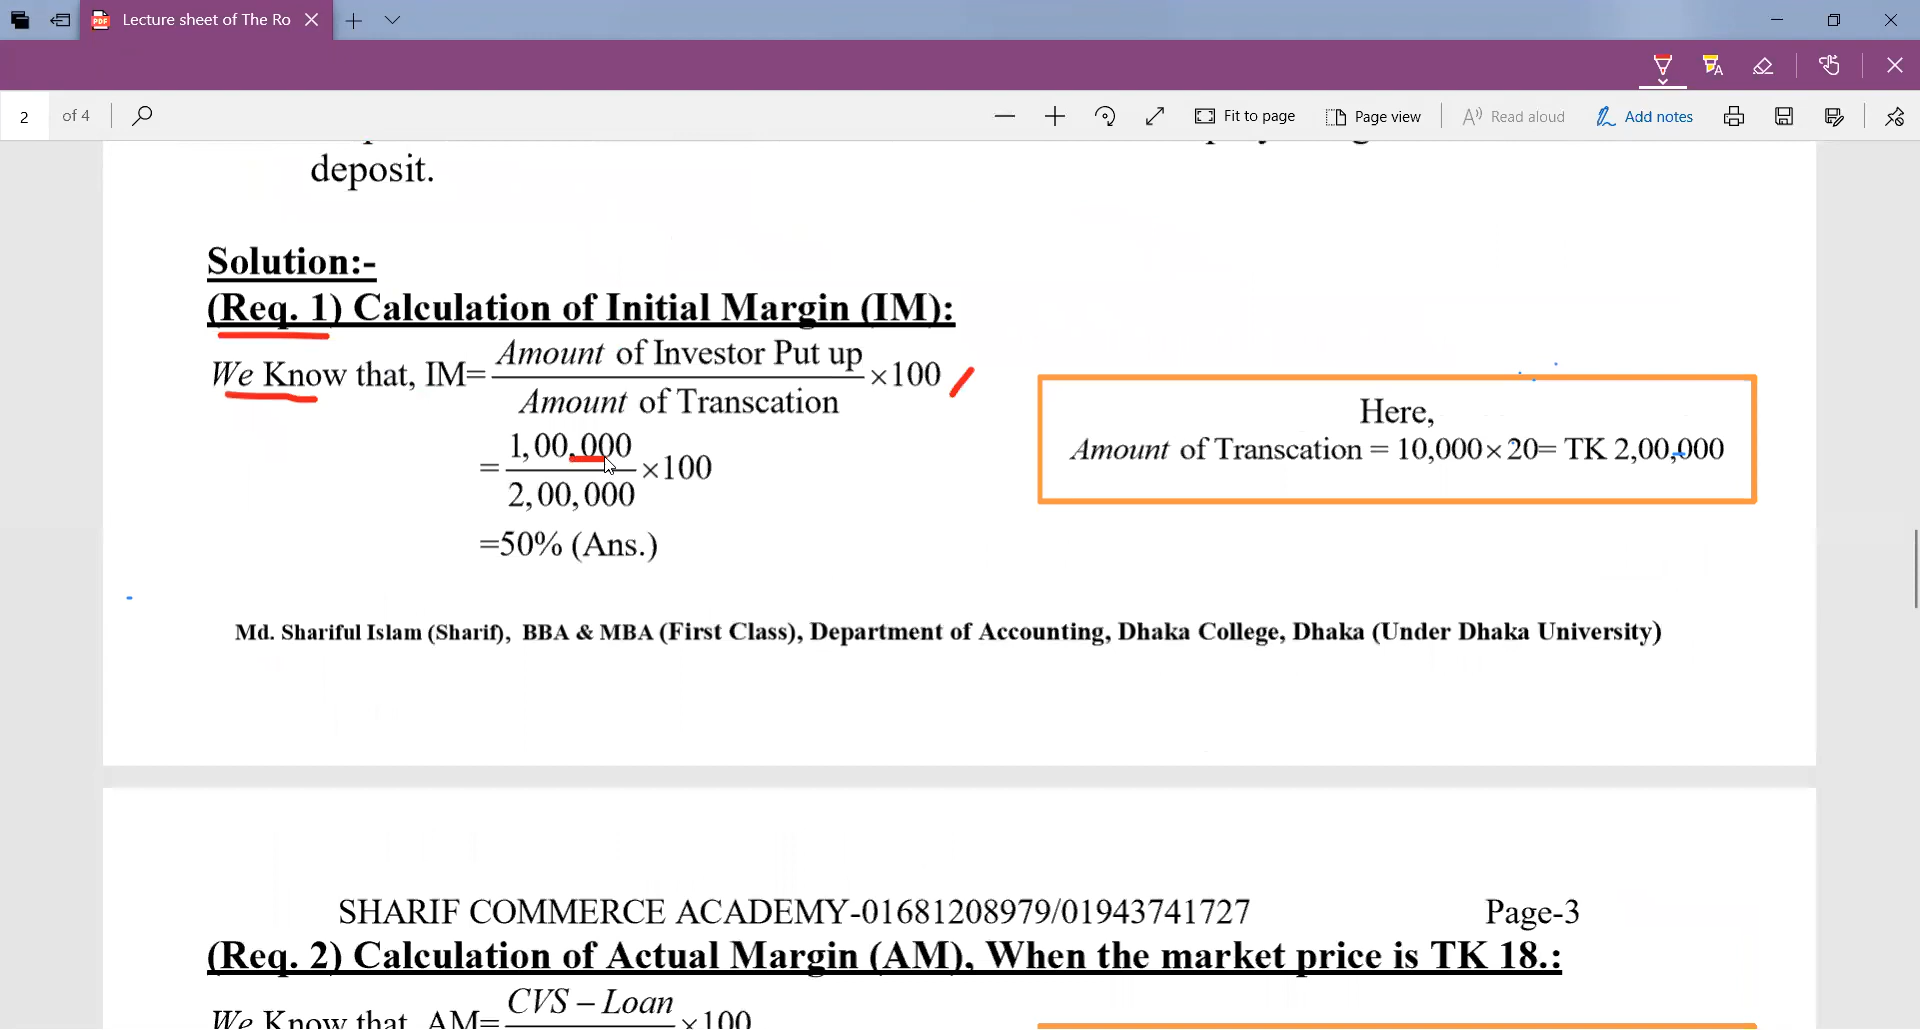 Lecture sheet of The Ro
2 of 4
Fit to page
Page view
Read aloud
Add notes
deposit.
Solution:-
(Req. 1) Calculation of Initial Margin (IM):
We Know that, IM= Amount of Investor Put up / Amount of Transcation ×100
= 1,00,000 / 2,00,000 ×100
=50% (Ans.)
Here,
Amount of Transcation = 10,000×20= TK 2,00,000
Md. Shariful Islam (Sharif), BBA & MBA (First Class), Department of Accounting, Dhaka College, Dhaka (Under Dhaka University)
SHARIF COMMERCE ACADEMY-01681208979/01943741727 Page-3
(Req. 2) Calculation of Actual Margin (AM), When the market price is TK 18.:
We Know that, AM= CVS – Loan ×100